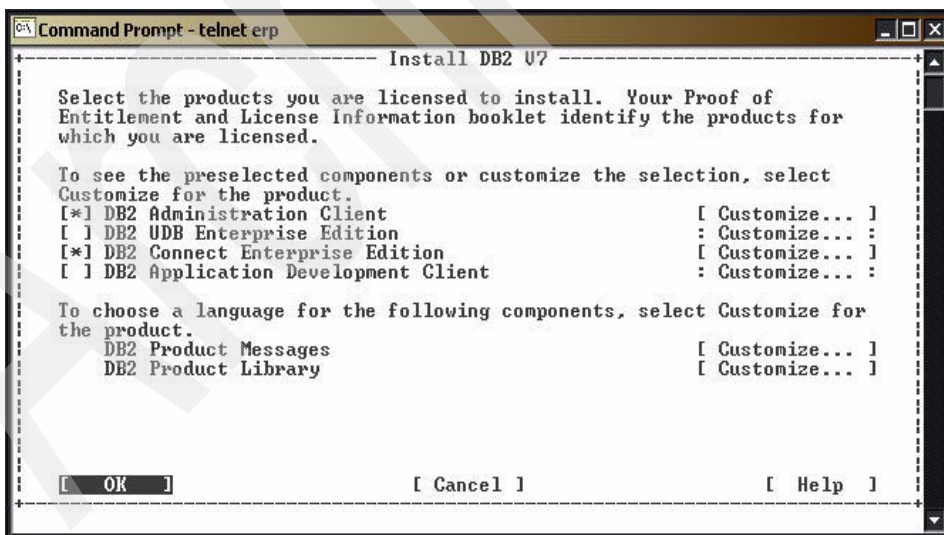 Command Prompt - telnet erp
Install DB2 V7
Select the products you are licensed to install. Your Proof of
Entitlement and License Information booklet identify the products for
which you are licensed.
To see the preselected components or customize the selection, select
Customize for the product.
[*] DB2 Administration Client [ Customize... ]
[ ] DB2 UDB Enterprise Edition : Customize... :
[*] DB2 Connect Enterprise Edition [ Customize... ]
[ ] DB2 Application Development Client : Customize... :
To choose a language for the following components, select Customize for
the product.
DB2 Product Messages [ Customize... ]
DB2 Product Library [ Customize... ]
[ OK ] [ Cancel ] [ Help ]